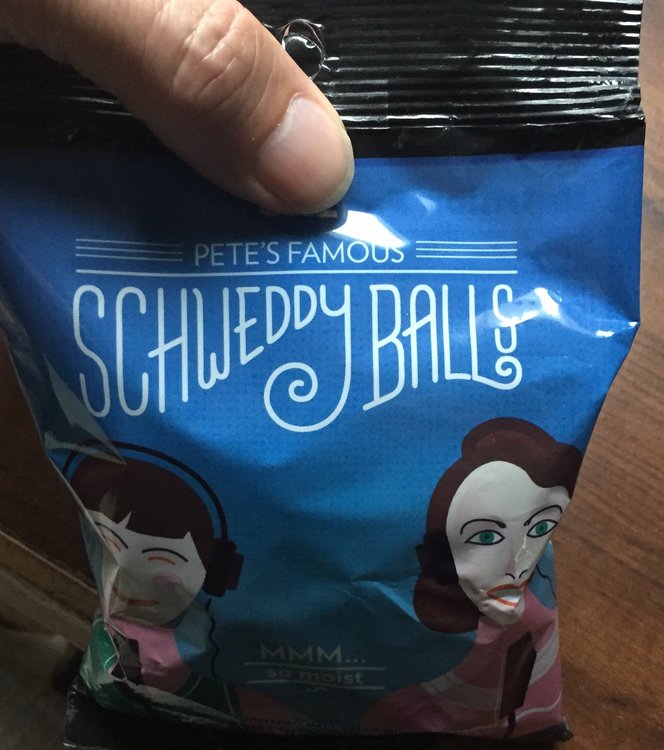 PETE'S FAMOUS
SCHWEDDY BALLS
MMM...
so moist